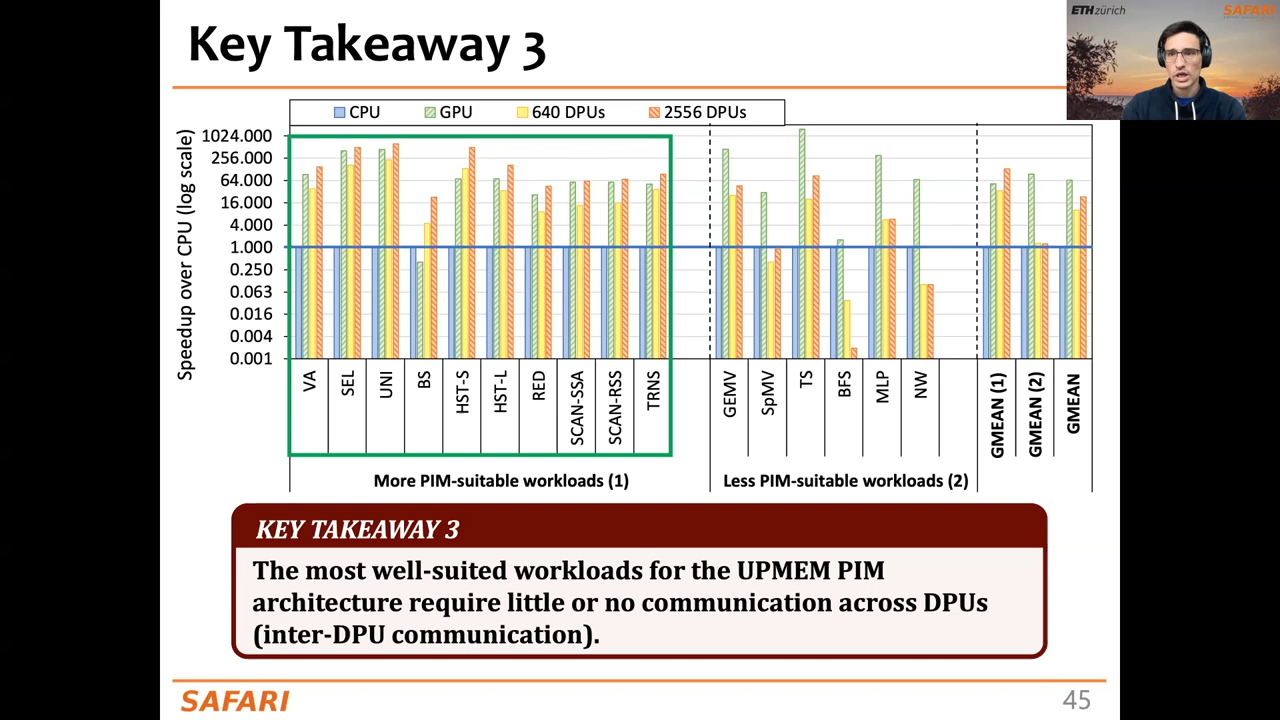 Key Takeaway 3
ETH zürich
SAFARI
CPU GPU 640 DPUs 2556 DPUs
Speedup over CPU (log scale)
1024.000
256.000
64.000
16.000
4.000
1.000
0.250
0.063
0.016
0.004
0.001
VA
SEL
UNI
BS
HST-S
HST-L
RED
SCAN-SSA
SCAN-RSS
TRNS
GEMV
SpMV
TS
BFS
MLP
NW
GMEAN (1)
GMEAN (2)
GMEAN
More PIM-suitable workloads (1)
Less PIM-suitable workloads (2)
KEY TAKEAWAY 3
The most well-suited workloads for the UPMEM PIM
architecture require little or no communication across DPUs
(inter-DPU communication).
SAFARI
45